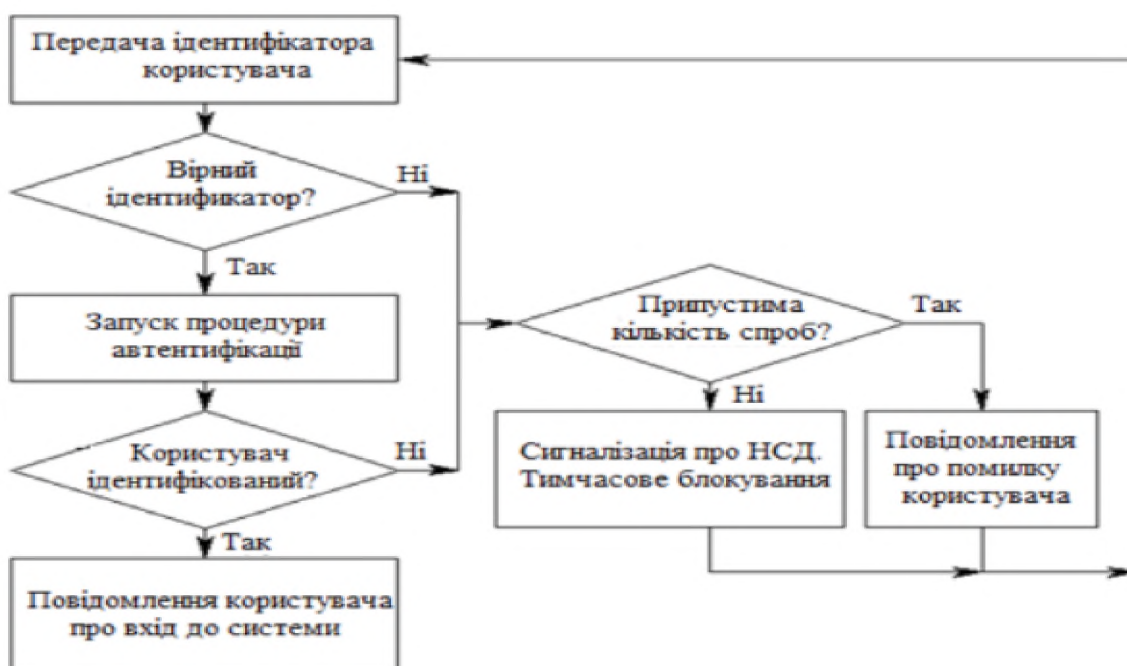 Передача ідентифікатора
користувача
Вірний
ідентификатор?
Ні
Так
Запуск процедури
автентифікації
Користувач
ідентифікований?
Ні
Так
Повідомлення користувача
про вхід до системи
Припустима
кількість спроб?
Так
Ні
Сигналізація про НСД.
Тимчасове блокування
Повідомлення
про помилку
користувача